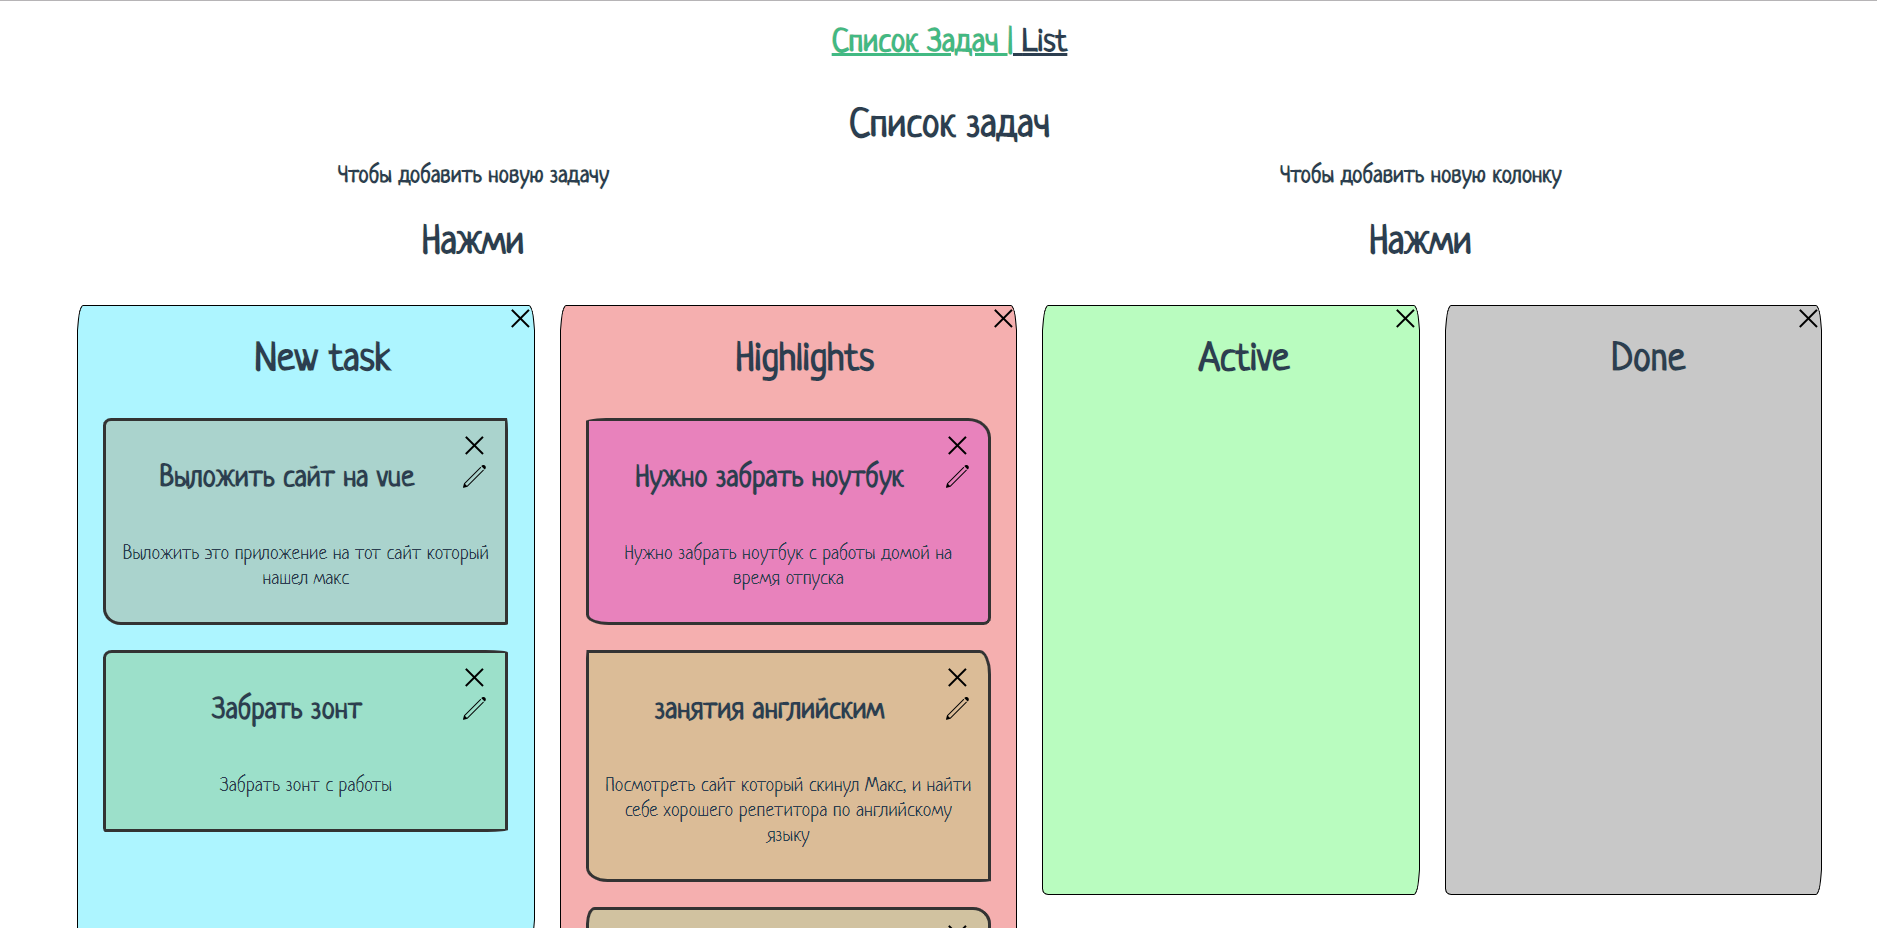 Список Задач | List
Список задач
Чтобы добавить новую задачу
Нажми
Чтобы добавить новую колонку
Нажми
New task
Выложить сайт на vue
Выложить это приложение на тот сайт который
нашел макс
Забрать зонт
Забрать зонт с работы
Highlights
Нужно забрать ноутбук
Нужно забрать ноутбук с работы домой на
время отпуска
занятия английским
Посмотреть сайт который скинул Макс, и найти
себе хорошего репетитора по английскому
языку
Active
Done